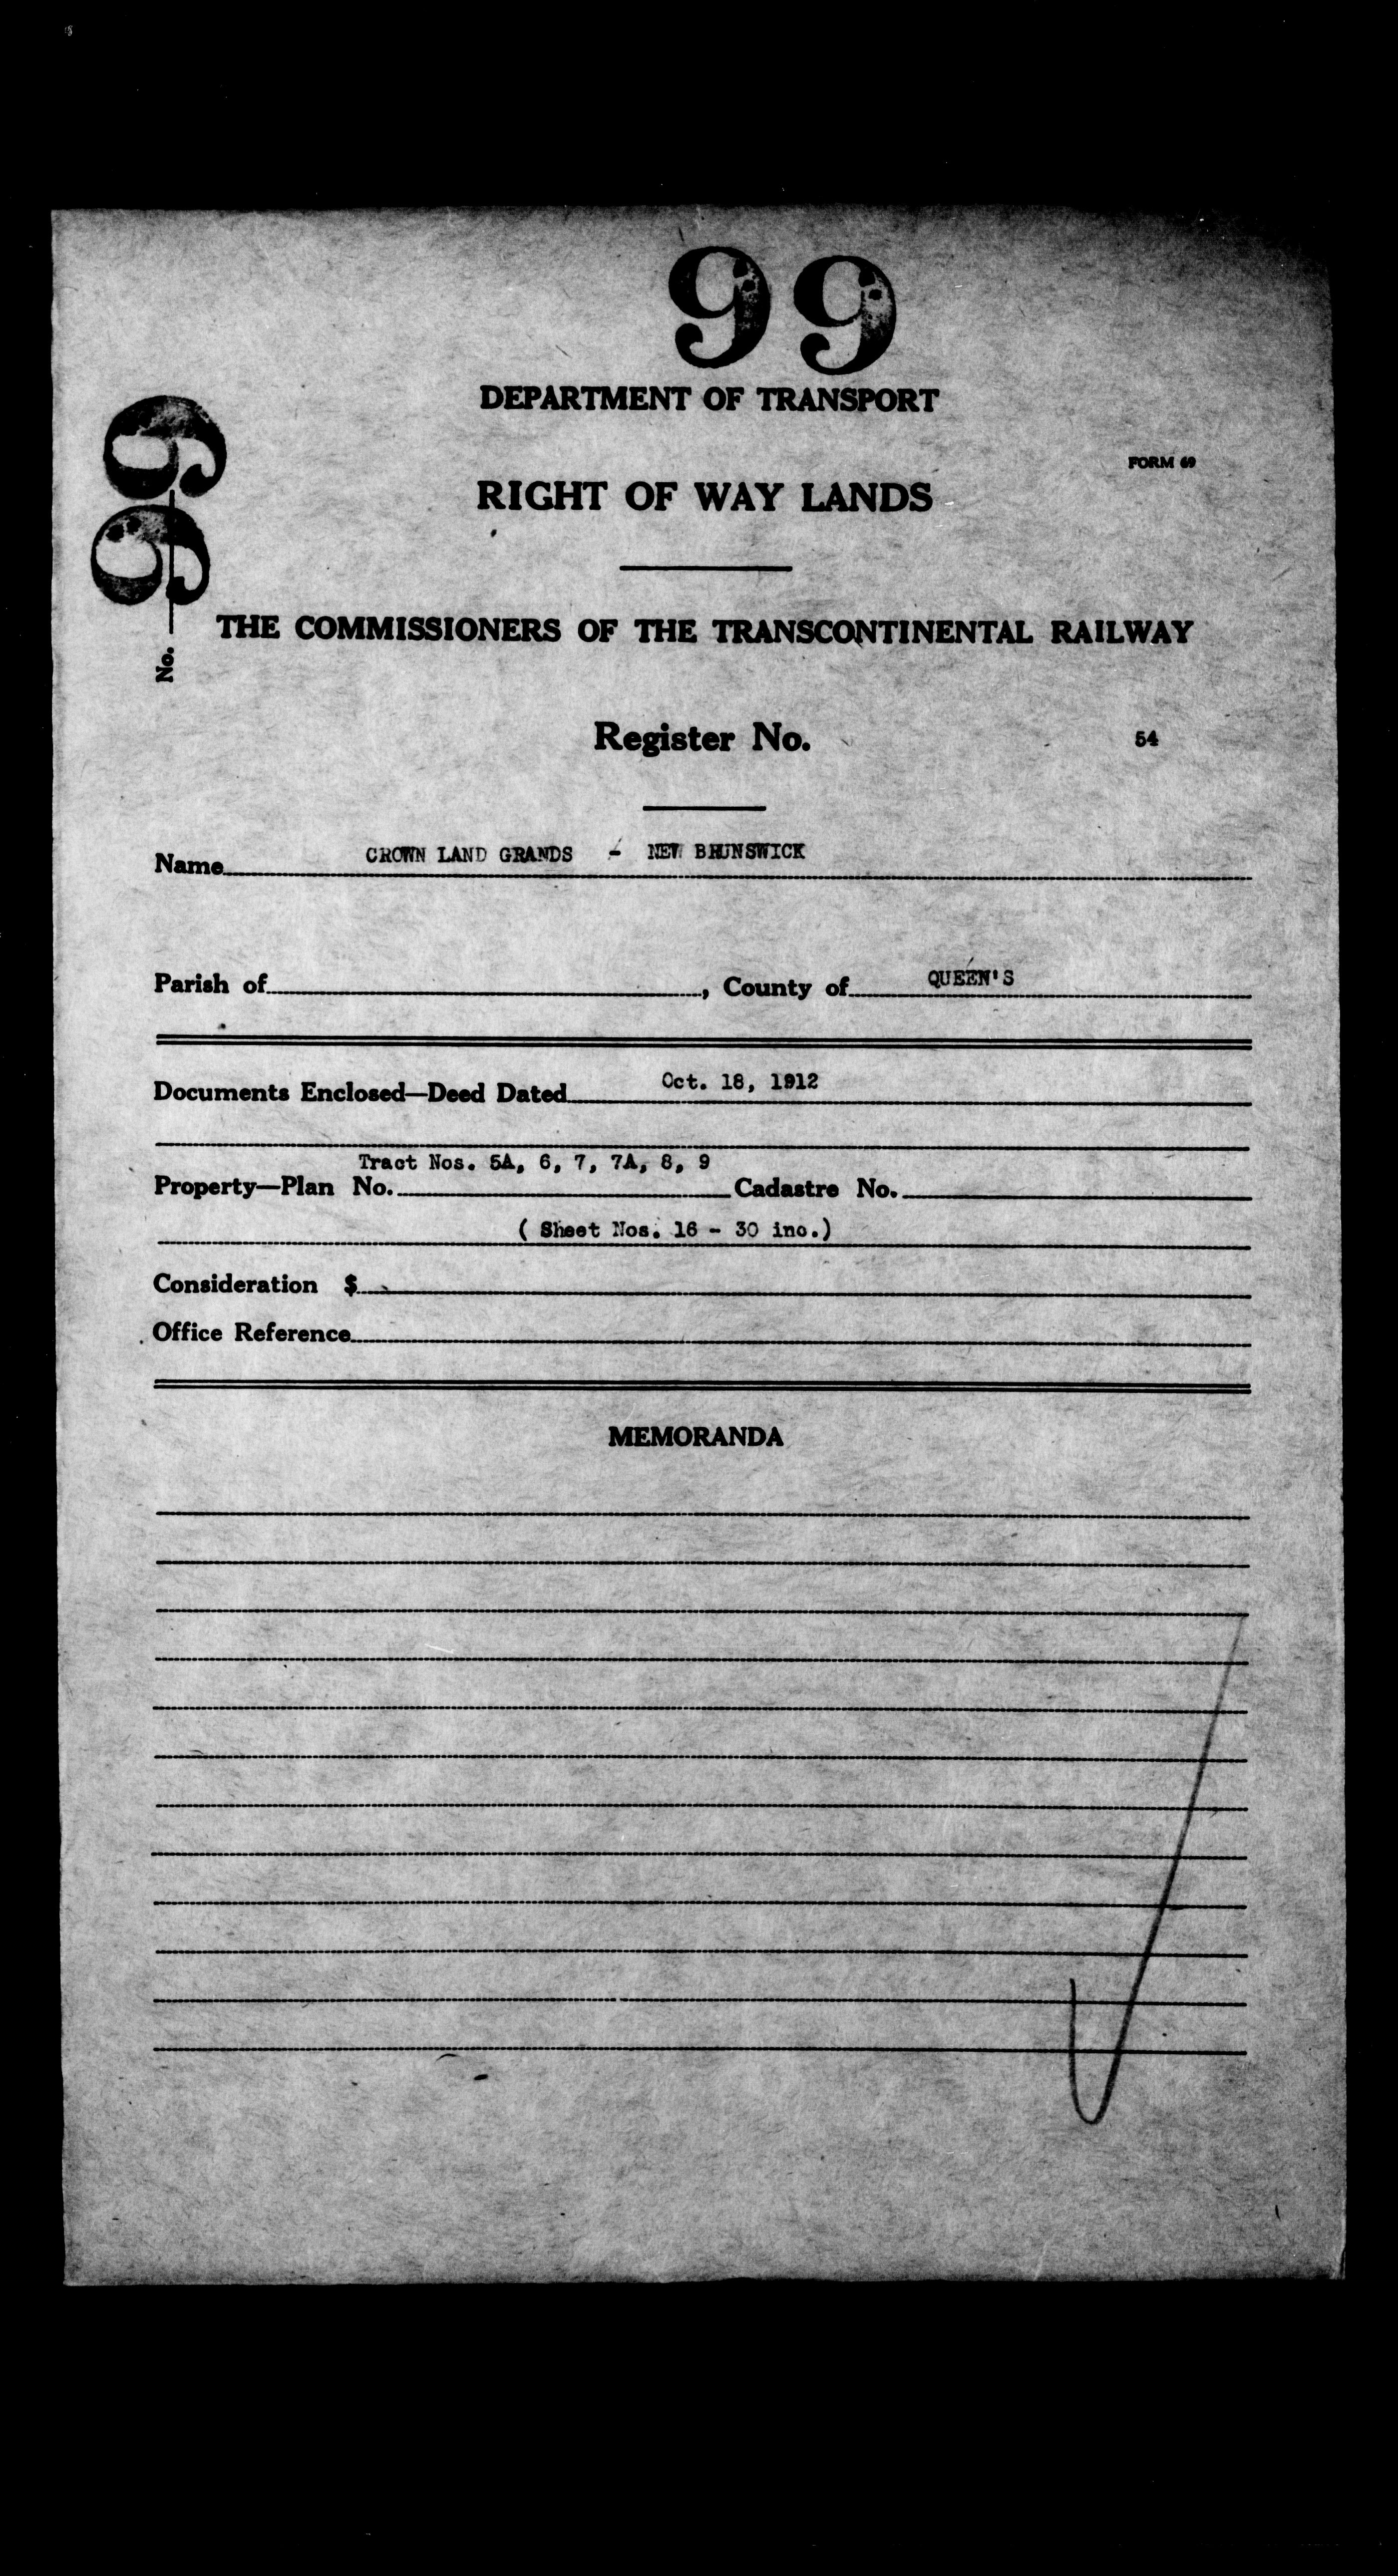 99
DEPARTMENT OF TRANSPORT
FORM 69
RIGHT OF WAY LANDS
No. 99
THE COMMISSIONERS OF THE TRANSCONTINENTAL RAILWAY
Register No. 54
Name CROWN LAND GRANDS - NEW BRUNSWICK
Parish of , County of QUEEN'S
Documents Enclosed—Deed Dated Oct. 18, 1912
Tract Nos. 5A, 6, 7, 7A, 8, 9
Property—Plan No. Cadastre No.
( Sheet Nos. 16 - 30 inc.)
Consideration $
Office Reference
MEMORANDA